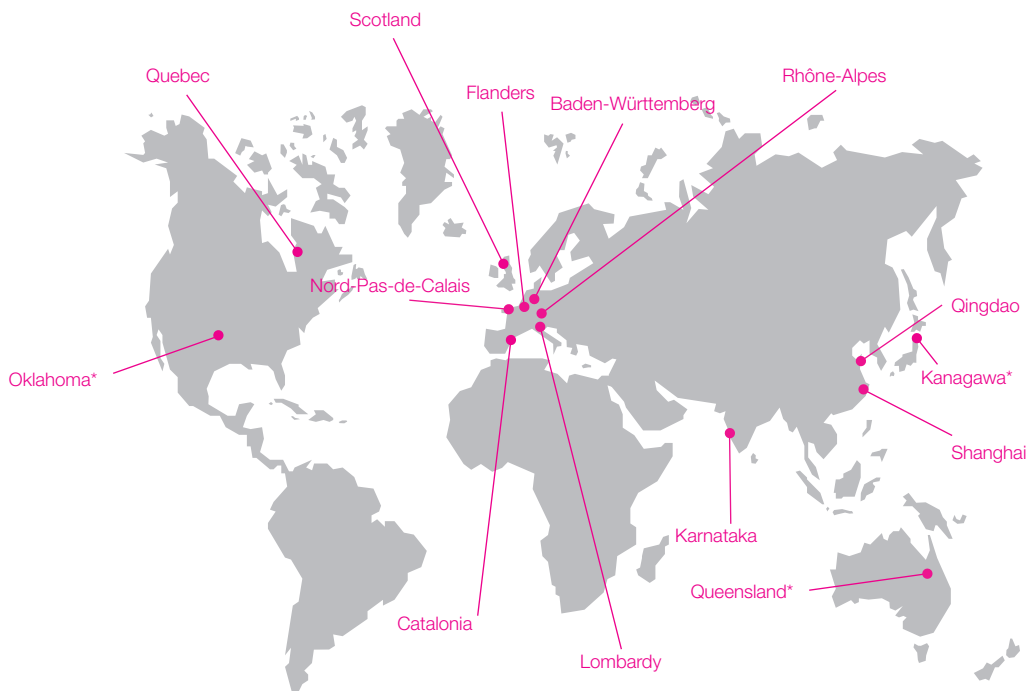 Scotland
Quebec
Rhône-Alpes
Flanders
Baden-Württemberg
Nord-Pas-de-Calais
Qingdao
Oklahoma*
Kanagawa*
Shanghai
Karnataka
Queensland*
Catalonia
Lombardy